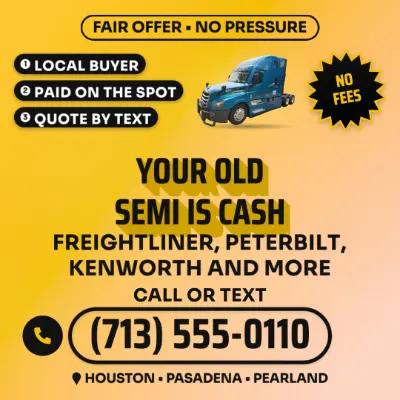 FAIR OFFER • NO PRESSURE
1 LOCAL BUYER
2 PAID ON THE SPOT
3 QUOTE BY TEXT
NO
FEES
YOUR OLD
SEMI IS CASH
FREIGHTLINER, PETERBILT,
KENWORTH AND MORE
CALL OR TEXT
(713) 555-0110
HOUSTON • PASADENA • PEARLAND